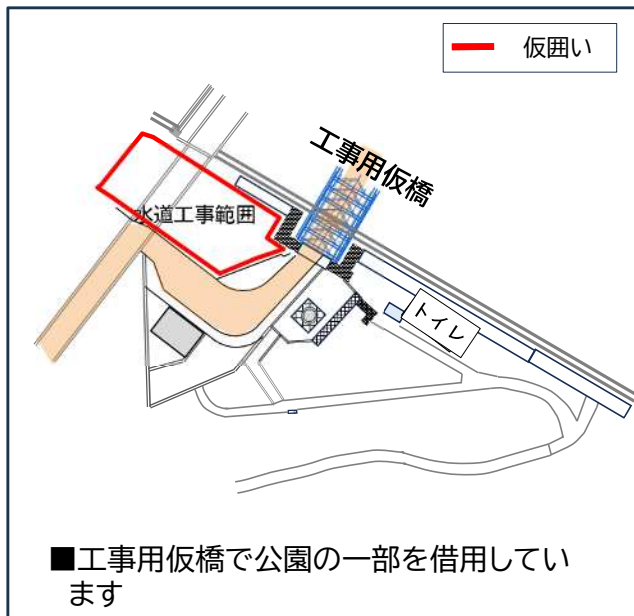 仮囲い
工事用仮橋
水道工事範囲
トイレ
■工事用仮橋で公園の一部を借用してい
ます